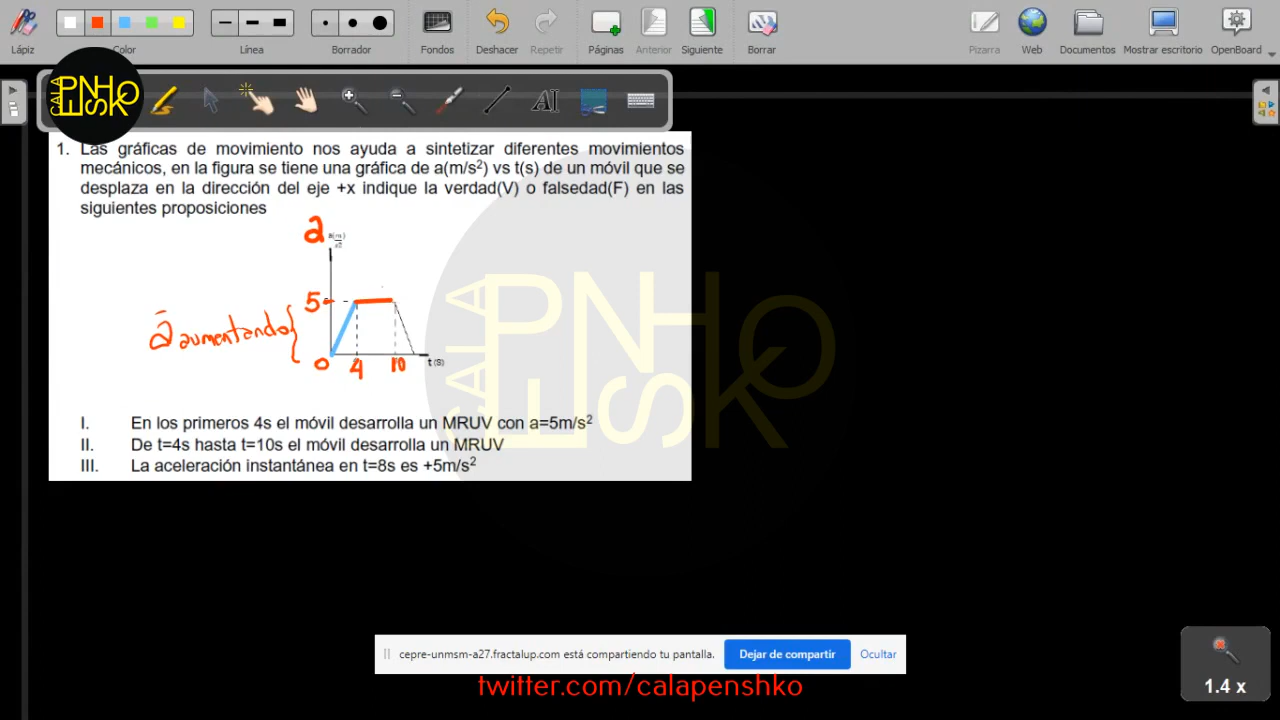 Lápiz Color Línea Borrador Fondos Deshacer Repetir Páginas Anterior Siguiente Borrar Pizarra Web Documentos Mostrar escritorio OpenBoard
CALA PENSHKO
1. Las gráficas de movimiento nos ayuda a sintetizar diferentes movimientos
mecánicos, en la figura se tiene una gráfica de a(m/s²) vs t(s) de un móvil que se
desplaza en la dirección del eje +x indique la verdad(V) o falsedad(F) en las
siguientes proposiciones
a
5
a aumentando
0 4 10 t (S)
CALA PENSHKO
I. En los primeros 4s el móvil desarrolla un MRUV con a=5m/s²
II. De t=4s hasta t=10s el móvil desarrolla un MRUV
III. La aceleración instantánea en t=8s es +5m/s²
cepre-unmsm-a27.fractalup.com está compartiendo tu pantalla. Dejar de compartir Ocultar
twitter.com/calapenshko
1.4 x